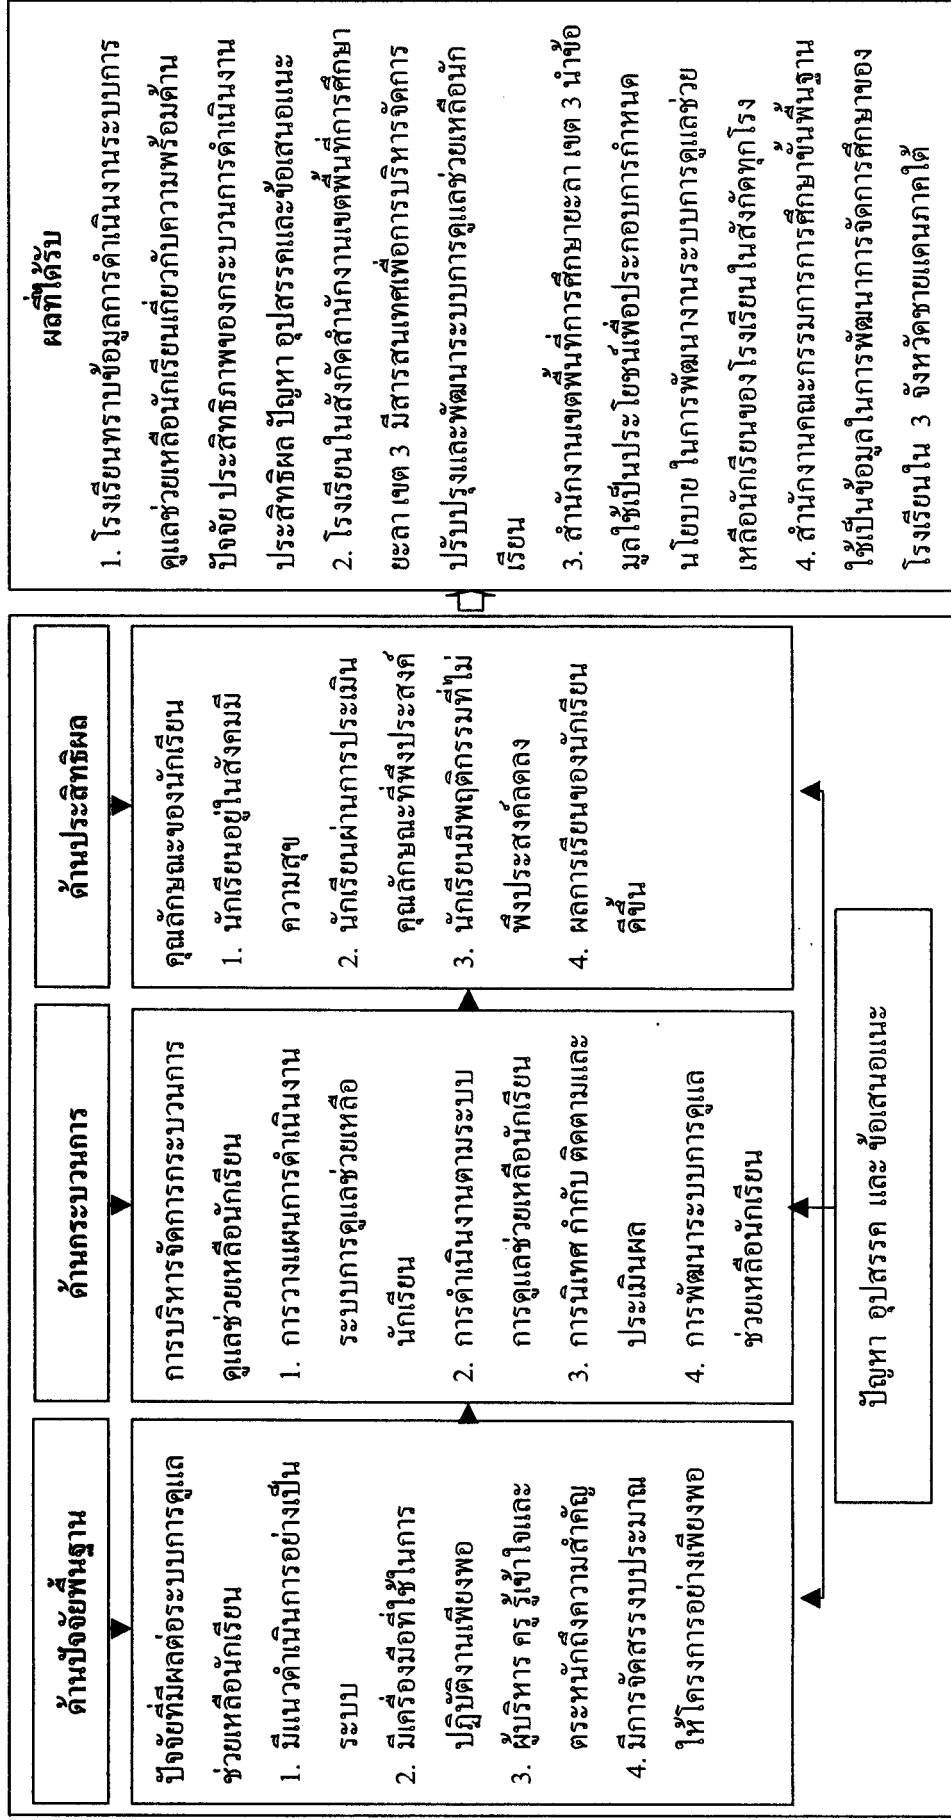 ด้านปัจจัยพื้นฐาน
ปัจจัยที่มีผลต่อระบบการดูแล
ช่วยเหลือนักเรียน
1. มีแนวดำเนินการอย่างเป็น
ระบบ
2. มีเครื่องมือที่ใช้ในการ
ปฏิบัติงานเพียงพอ
3. ผู้บริหาร ครู รู้เข้าใจและ
ตระหนักถึงความสำคัญ
4. มีการจัดสรรงบประมาณ
ให้โครงการอย่างเพียงพอ
ด้านกระบวนการ
การบริหารจัดการกระบวนการ
ดูแลช่วยเหลือนักเรียน
1. การวางแผนการดำเนินงาน
ระบบการดูแลช่วยเหลือ
นักเรียน
2. การดำเนินงานตามระบบ
การดูแลช่วยเหลือนักเรียน
3. การนิเทศ กำกับ ติดตามและ
ประเมินผล
4. การพัฒนาระบบการดูแล
ช่วยเหลือนักเรียน
ด้านประสิทธิผล
คุณลักษณะของนักเรียน
1. นักเรียนอยู่ในสังคมมี
ความสุข
2. นักเรียนผ่านการประเมิน
คุณลักษณะที่พึงประสงค์
3. นักเรียนมีพฤติกรรมที่ไม่
พึงประสงค์ลดลง
4. ผลการเรียนของนักเรียน
ดีขึ้น
ปัญหา อุปสรรค และ ข้อเสนอแนะ
ผลที่ได้รับ
1. โรงเรียนทราบข้อมูลการดำเนินงานระบบการ
ดูแลช่วยเหลือนักเรียนเกี่ยวกับความพร้อมด้าน
ปัจจัย ประสิทธิภาพของกระบวนการดำเนินงาน
ประสิทธิผล ปัญหา อุปสรรคและข้อเสนอแนะ
2. โรงเรียนในสังกัดสำนักงานเขตพื้นที่การศึกษา
ยะลา เขต 3 มีสารสนเทศเพื่อการบริหารจัดการ
ปรับปรุงและพัฒนาระบบการดูแลช่วยเหลือนัก
เรียน
3. สำนักงานเขตพื้นที่การศึกษายะลา เขต 3 นำข้อ
มูลใช้เป็นประโยชน์เพื่อประกอบการกำหนด
นโยบาย ในการพัฒนางานระบบการดูแลช่วย
เหลือนักเรียนของโรงเรียนในสังกัดทุกโรง
4. สำนักงานคณะกรรมการการศึกษาขั้นพื้นฐาน
ใช้เป็นข้อมูลในการพัฒนาการจัดการศึกษาของ
โรงเรียนใน 3 จังหวัดชายแดนภาคใต้